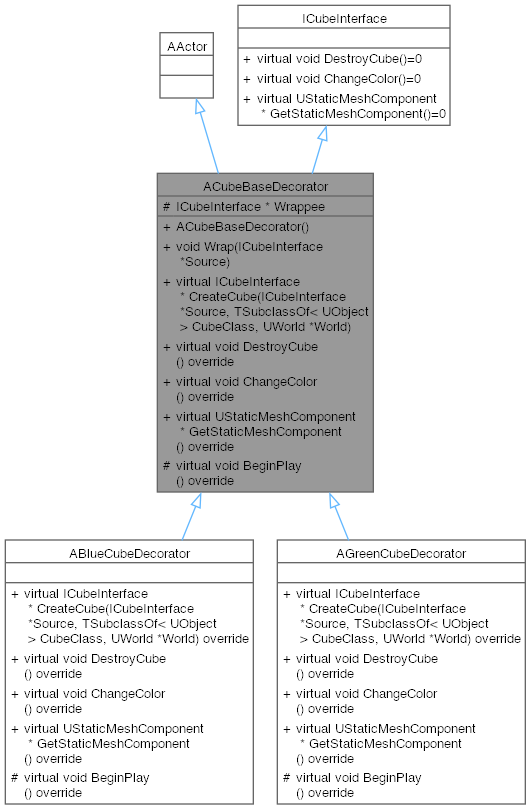 ICubeInterface
+ virtual void DestroyCube()=0
+ virtual void ChangeColor()=0
+ virtual UStaticMeshComponent
* GetStaticMeshComponent()=0
AActor
ACubeBaseDecorator
# ICubeInterface * Wrappee
+ ACubeBaseDecorator()
+ void Wrap(ICubeInterface
*Source)
+ virtual ICubeInterface
* CreateCube(ICubeInterface
*Source, TSubclassOf< UObject
> CubeClass, UWorld *World)
+ virtual void DestroyCube
() override
+ virtual void ChangeColor
() override
+ virtual UStaticMeshComponent
* GetStaticMeshComponent
() override
# virtual void BeginPlay
() override
ABlueCubeDecorator
+ virtual ICubeInterface
* CreateCube(ICubeInterface
*Source, TSubclassOf< UObject
> CubeClass, UWorld *World) override
+ virtual void DestroyCube
() override
+ virtual void ChangeColor
() override
+ virtual UStaticMeshComponent
* GetStaticMeshComponent
() override
# virtual void BeginPlay
() override
AGreenCubeDecorator
+ virtual ICubeInterface
* CreateCube(ICubeInterface
*Source, TSubclassOf< UObject
> CubeClass, UWorld *World) override
+ virtual void DestroyCube
() override
+ virtual void ChangeColor
() override
+ virtual UStaticMeshComponent
* GetStaticMeshComponent
() override
# virtual void BeginPlay
() override